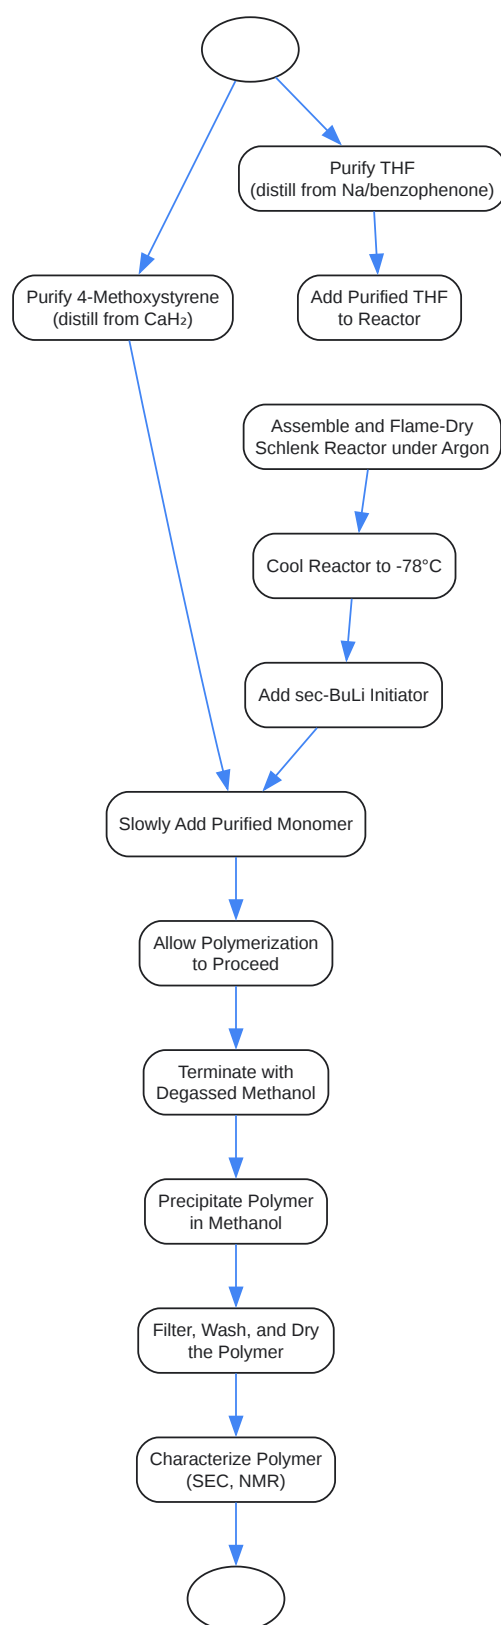 Purify THF
(distill from Na/benzophenone)
Purify 4-Methoxystyrene
(distill from CaH₂)
Add Purified THF
to Reactor
Assemble and Flame-Dry
Schlenk Reactor under Argon
Cool Reactor to -78°C
Add sec-BuLi Initiator
Slowly Add Purified Monomer
Allow Polymerization
to Proceed
Terminate with
Degassed Methanol
Precipitate Polymer
in Methanol
Filter, Wash, and Dry
the Polymer
Characterize Polymer
(SEC, NMR)